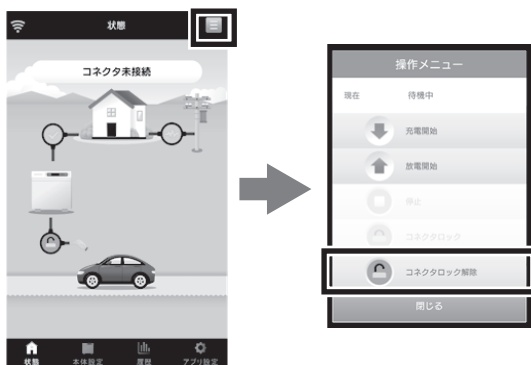 状態
コネクタ未接続
状態
本体設定
履歴
アプリ設定
操作メニュー
現在
待機中
充電開始
放電開始
停止
コネクタロック
コネクタロック解除
閉じる